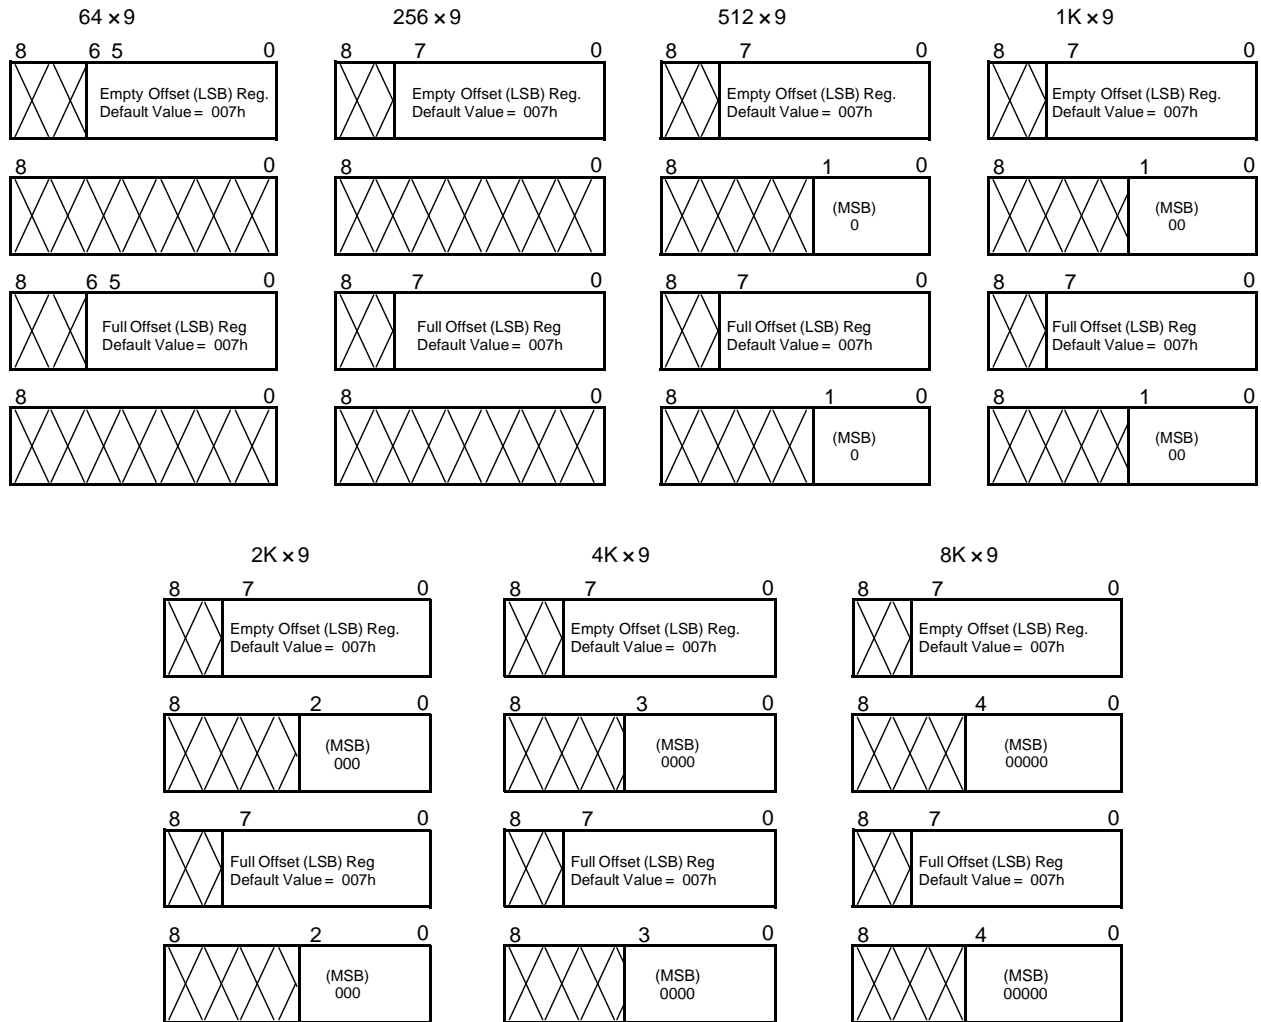 64 × 9
256 × 9
512 × 9
1K × 9
8 6 5 0
8 7 0
8 7 0
8 7 0
Empty Offset (LSB) Reg.
Default Value = 007h
Empty Offset (LSB) Reg.
Default Value = 007h
Empty Offset (LSB) Reg.
Default Value = 007h
Empty Offset (LSB) Reg.
Default Value = 007h
8 0
8 0
8 1 0
8 1 0
(MSB)
0
(MSB)
00
8 6 5 0
8 7 0
8 7 0
8 7 0
Full Offset (LSB) Reg
Default Value = 007h
Full Offset (LSB) Reg
Default Value = 007h
Full Offset (LSB) Reg
Default Value = 007h
Full Offset (LSB) Reg
Default Value = 007h
8 0
8 0
8 1 0
8 1 0
(MSB)
0
(MSB)
00
2K × 9
4K × 9
8K × 9
8 7 0
8 7 0
8 7 0
Empty Offset (LSB) Reg.
Default Value = 007h
Empty Offset (LSB) Reg.
Default Value = 007h
Empty Offset (LSB) Reg.
Default Value = 007h
8 2 0
8 3 0
8 4 0
(MSB)
000
(MSB)
0000
(MSB)
00000
8 7 0
8 7 0
8 7 0
Full Offset (LSB) Reg
Default Value = 007h
Full Offset (LSB) Reg
Default Value = 007h
Full Offset (LSB) Reg
Default Value = 007h
8 2 0
8 3 0
8 4 0
(MSB)
000
(MSB)
0000
(MSB)
00000